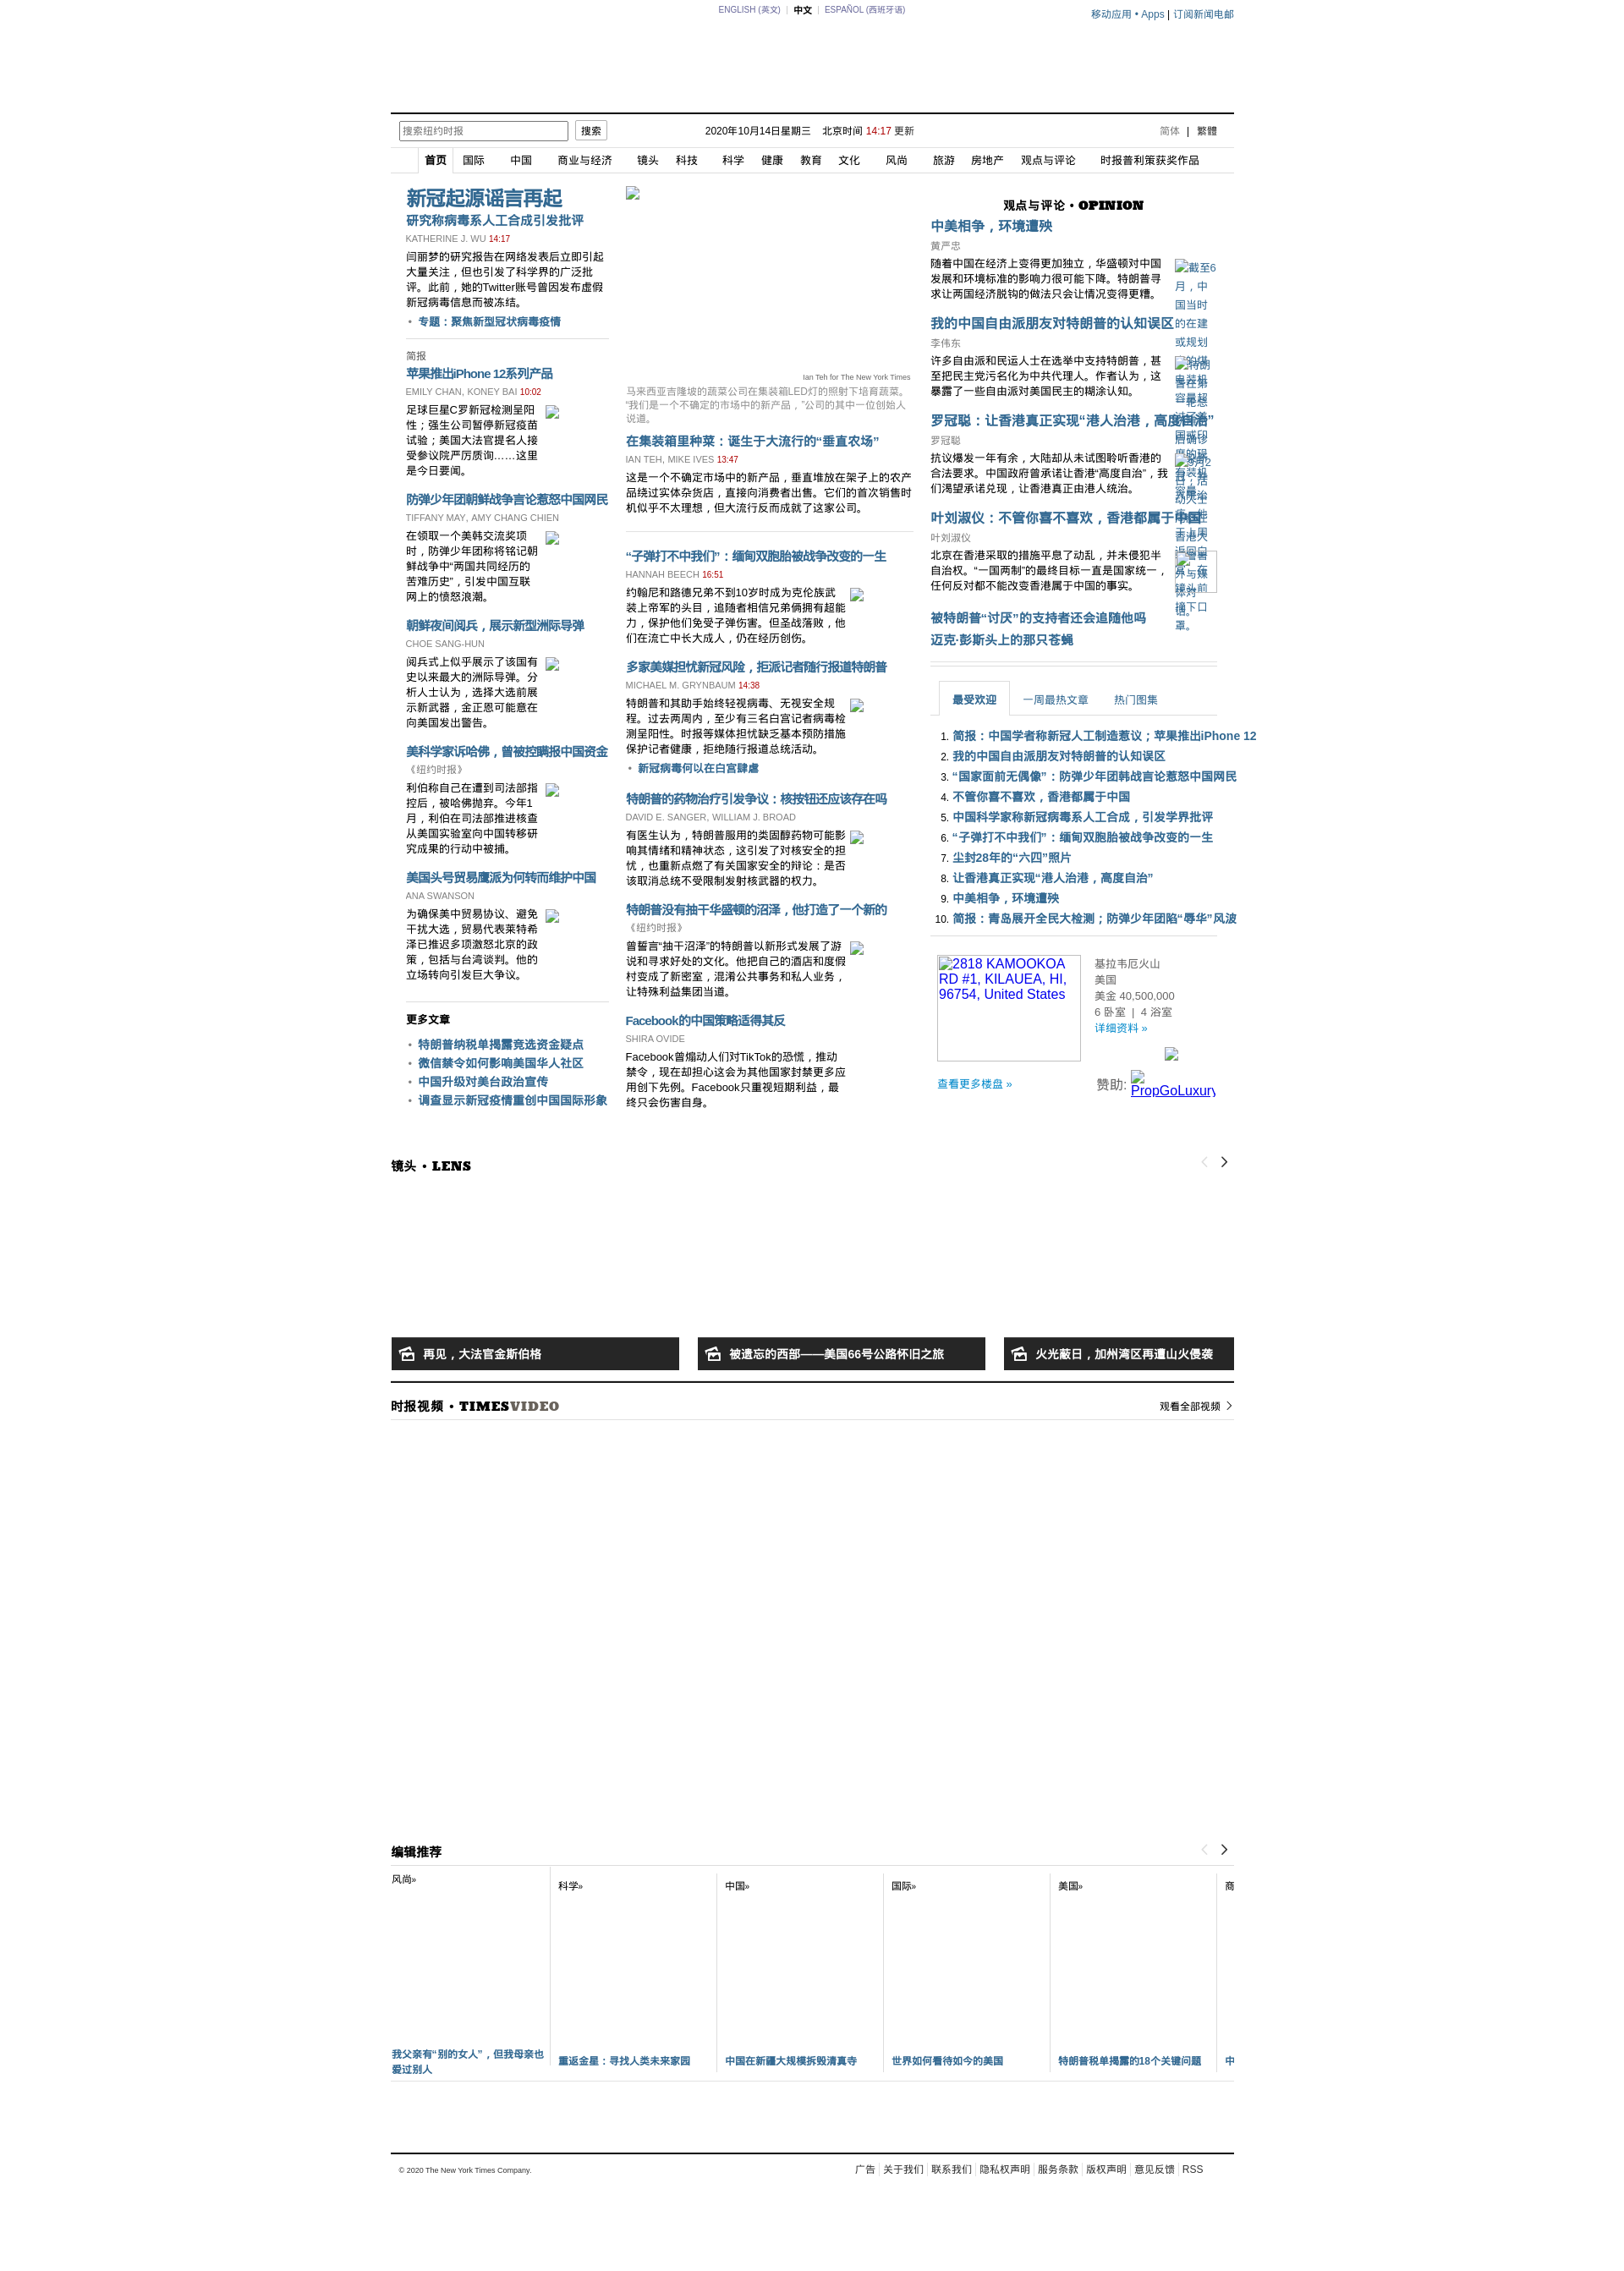 ENGLISH (英文) | 中文 | ESPAÑOL (西班牙语)
移动应用 • Apps | 订阅新闻电邮
搜索纽约时报 搜索
2020年10月14日星期三 北京时间 14:17 更新
简体 | 繁體
首页 国际 中国 商业与经济 镜头 科技 科学 健康 教育 文化 风尚 旅游 房地产 观点与评论 时报普利策获奖作品
新冠起源谣言再起
研究称病毒系人工合成引发批评
KATHERINE J. WU 14:17
闫丽梦的研究报告在网络发表后立即引起
大量关注，但也引发了科学界的广泛批
评。此前，她的Twitter账号曾因发布虚假
新冠病毒信息而被冻结。
• 专题：聚焦新型冠状病毒疫情
简报
苹果推出iPhone 12系列产品
EMILY CHAN, KONEY BAI 10:02
足球巨星C罗新冠检测呈阳
性；强生公司暂停新冠疫苗
试验；美国大法官提名人接
受参议院严厉质询……这里
是今日要闻。
防弹少年团朝鲜战争言论惹怒中国网民
TIFFANY MAY, AMY CHANG CHIEN
在领取一个美韩交流奖项
时，防弹少年团称将铭记朝
鲜战争中“两国共同经历的
苦难历史”，引发中国互联
网上的愤怒浪潮。
朝鲜夜间阅兵，展示新型洲际导弹
CHOE SANG-HUN
阅兵式上似乎展示了该国有
史以来最大的洲际导弹。分
析人士认为，选择大选前展
示新武器，金正恩可能意在
向美国发出警告。
美科学家诉哈佛，曾被控瞒报中国资金
《纽约时报》
利伯称自己在遭到司法部指
控后，被哈佛抛弃。今年1
月，利伯在司法部推进核查
从美国实验室向中国转移研
究成果的行动中被捕。
美国头号贸易鹰派为何转而维护中国
ANA SWANSON
为确保美中贸易协议、避免
干扰大选，贸易代表莱特希
泽已推迟多项激怒北京的政
策，包括与台湾谈判。他的
立场转向引发巨大争议。
更多文章
• 特朗普纳税单揭露竞选资金疑点
• 微信禁令如何影响美国华人社区
• 中国升级对美台政治宣传
• 调查显示新冠疫情重创中国国际形象
Ian Teh for The New York Times
马来西亚吉隆坡的蔬菜公司在集装箱LED灯的照射下培育蔬菜。
“我们是一个不确定的市场中的新产品，”公司的其中一位创始人
说道。
在集装箱里种菜：诞生于大流行的“垂直农场”
IAN TEH, MIKE IVES 13:47
这是一个不确定市场中的新产品，垂直堆放在架子上的农产
品绕过实体杂货店，直接向消费者出售。它们的首次销售时
机似乎不大理想，但大流行反而成就了这家公司。
“子弹打不中我们”：缅甸双胞胎被战争改变的一生
HANNAH BEECH 16:51
约翰尼和路德兄弟不到10岁时成为克伦族武
装上帝军的头目，追随者相信兄弟俩拥有超能
力，保护他们免受子弹伤害。但圣战落败，他
们在流亡中长大成人，仍在经历创伤。
多家美媒担忧新冠风险，拒派记者随行报道特朗普
MICHAEL M. GRYNBAUM 14:38
特朗普和其助手始终轻视病毒、无视安全规
程。过去两周内，至少有三名白宫记者病毒检
测呈阳性。时报等媒体担忧缺乏基本预防措施
保护记者健康，拒绝随行报道总统活动。
• 新冠病毒何以在白宫肆虐
特朗普的药物治疗引发争议：核按钮还应该存在吗
DAVID E. SANGER, WILLIAM J. BROAD
有医生认为，特朗普服用的类固醇药物可能影
响其情绪和精神状态，这引发了对核安全的担
忧，也重新点燃了有关国家安全的辩论：是否
该取消总统不受限制发射核武器的权力。
特朗普没有抽干华盛顿的沼泽，他打造了一个新的
《纽约时报》
曾誓言“抽干沼泽”的特朗普以新形式发展了游
说和寻求好处的文化。他把自己的酒店和度假
村变成了新密室，混淆公共事务和私人业务，
让特殊利益集团当道。
Facebook的中国策略适得其反
SHIRA OVIDE
Facebook曾煽动人们对TikTok的恐慌，推动
禁令，现在却担心这会为其他国家封禁更多应
用创下先例。Facebook只重视短期利益，最
终只会伤害自身。
观点与评论 • OPINION
中美相争，环境遭殃
黄严忠
随着中国在经济上变得更加独立，华盛顿对中国
发展和环境标准的影响力很可能下降。特朗普寻
求让两国经济脱钩的做法只会让情况变得更糟。
截至6
月，中
国当时
的在建
或规划
我的中国自由派朋友对特朗普的认知误区
李伟东
许多自由派和民运人士在选举中支持特朗普，甚
至把民主党污名化为中共代理人。作者认为，这
暴露了一些自由派对美国民主的糊涂认知。
罗冠聪：让香港真正实现“港人治港，高度自治”
罗冠聪
抗议爆发一年有余，大陆却从未试图聆听香港的
合法要求。中国政府曾承诺让香港“高度自治”，我
们渴望承诺兑现，让香港真正由港人统治。
叶刘淑仪：不管你喜不喜欢，香港都属于中国
叶刘淑仪
北京在香港采取的措施平息了动乱，并未侵犯半
自治权。“一国两制”的最终目标一直是国家统一，
任何反对都不能改变香港属于中国的事实。
被特朗普“讨厌”的支持者还会追随他吗
迈克·彭斯头上的那只苍蝇
最受欢迎 一周最热文章 热门图集
1. 简报：中国学者称新冠人工制造惹议；苹果推出iPhone 12
2. 我的中国自由派朋友对特朗普的认知误区
3. “国家面前无偶像”：防弹少年团韩战言论惹怒中国网民
4. 不管你喜不喜欢，香港都属于中国
5. 中国科学家称新冠病毒系人工合成，引发学界批评
6. “子弹打不中我们”：缅甸双胞胎被战争改变的一生
7. 尘封28年的“六四”照片
8. 让香港真正实现“港人治港，高度自治”
9. 中美相争，环境遭殃
10. 简报：青岛展开全民大检测；防弹少年团陷“辱华”风波
2818 KAMOOKOA
RD #1, KILAUEA, HI,
96754, United States
基拉韦厄火山
美国
美金 40,500,000
6 卧室 | 4 浴室
详细资料 »
查看更多楼盘 »
赞助: PropGoLuxury
镜头 • LENS
再见，大法官金斯伯格
被遗忘的西部——美国66号公路怀旧之旅
火光蔽日，加州湾区再遭山火侵袭
时报视频 • TIMESVIDEO
观看全部视频
编辑推荐
风尚» 科学» 中国» 国际» 美国» 商
我父亲有“别的女人”，但我母亲也
爱过别人
重返金星：寻找人类未来家园
中国在新疆大规模拆毁清真寺
世界如何看待如今的美国
特朗普税单揭露的18个关键问题
中
© 2020 The New York Times Company.
广告 关于我们 联系我们 隐私权声明 服务条款 版权声明 意见反馈 RSS